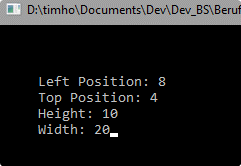 D:\timho\Documents\Dev\Dev_BS\Beruf
Left Position: 8
Top Position: 4
Height: 10
Width: 20